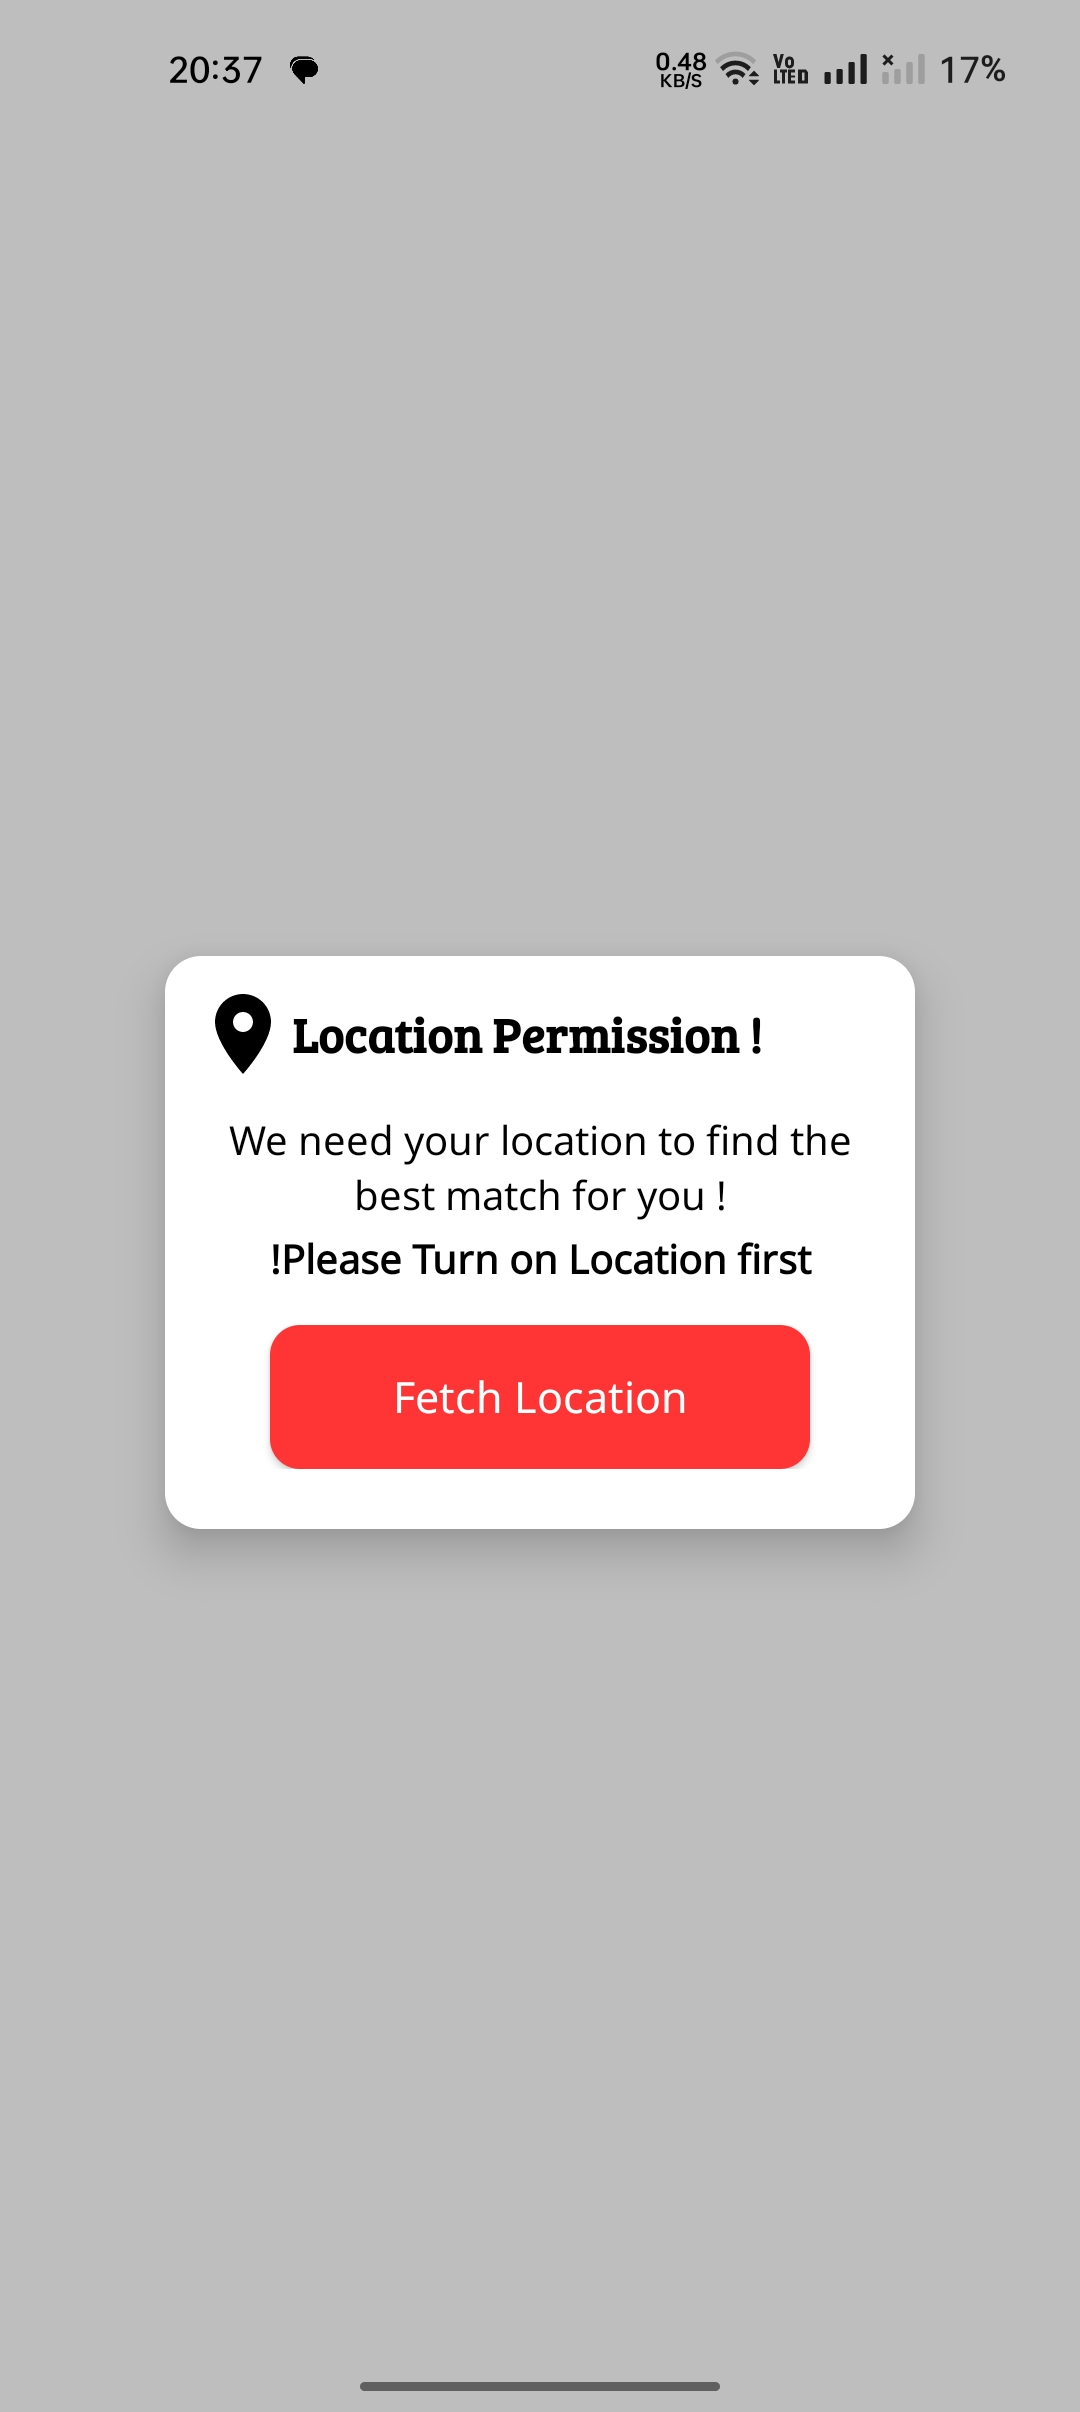 20:37
0.48
KB/S
Vo
LTED
17%
Location Permission !
We need your location to find the
best match for you !
!Please Turn on Location first
Fetch Location